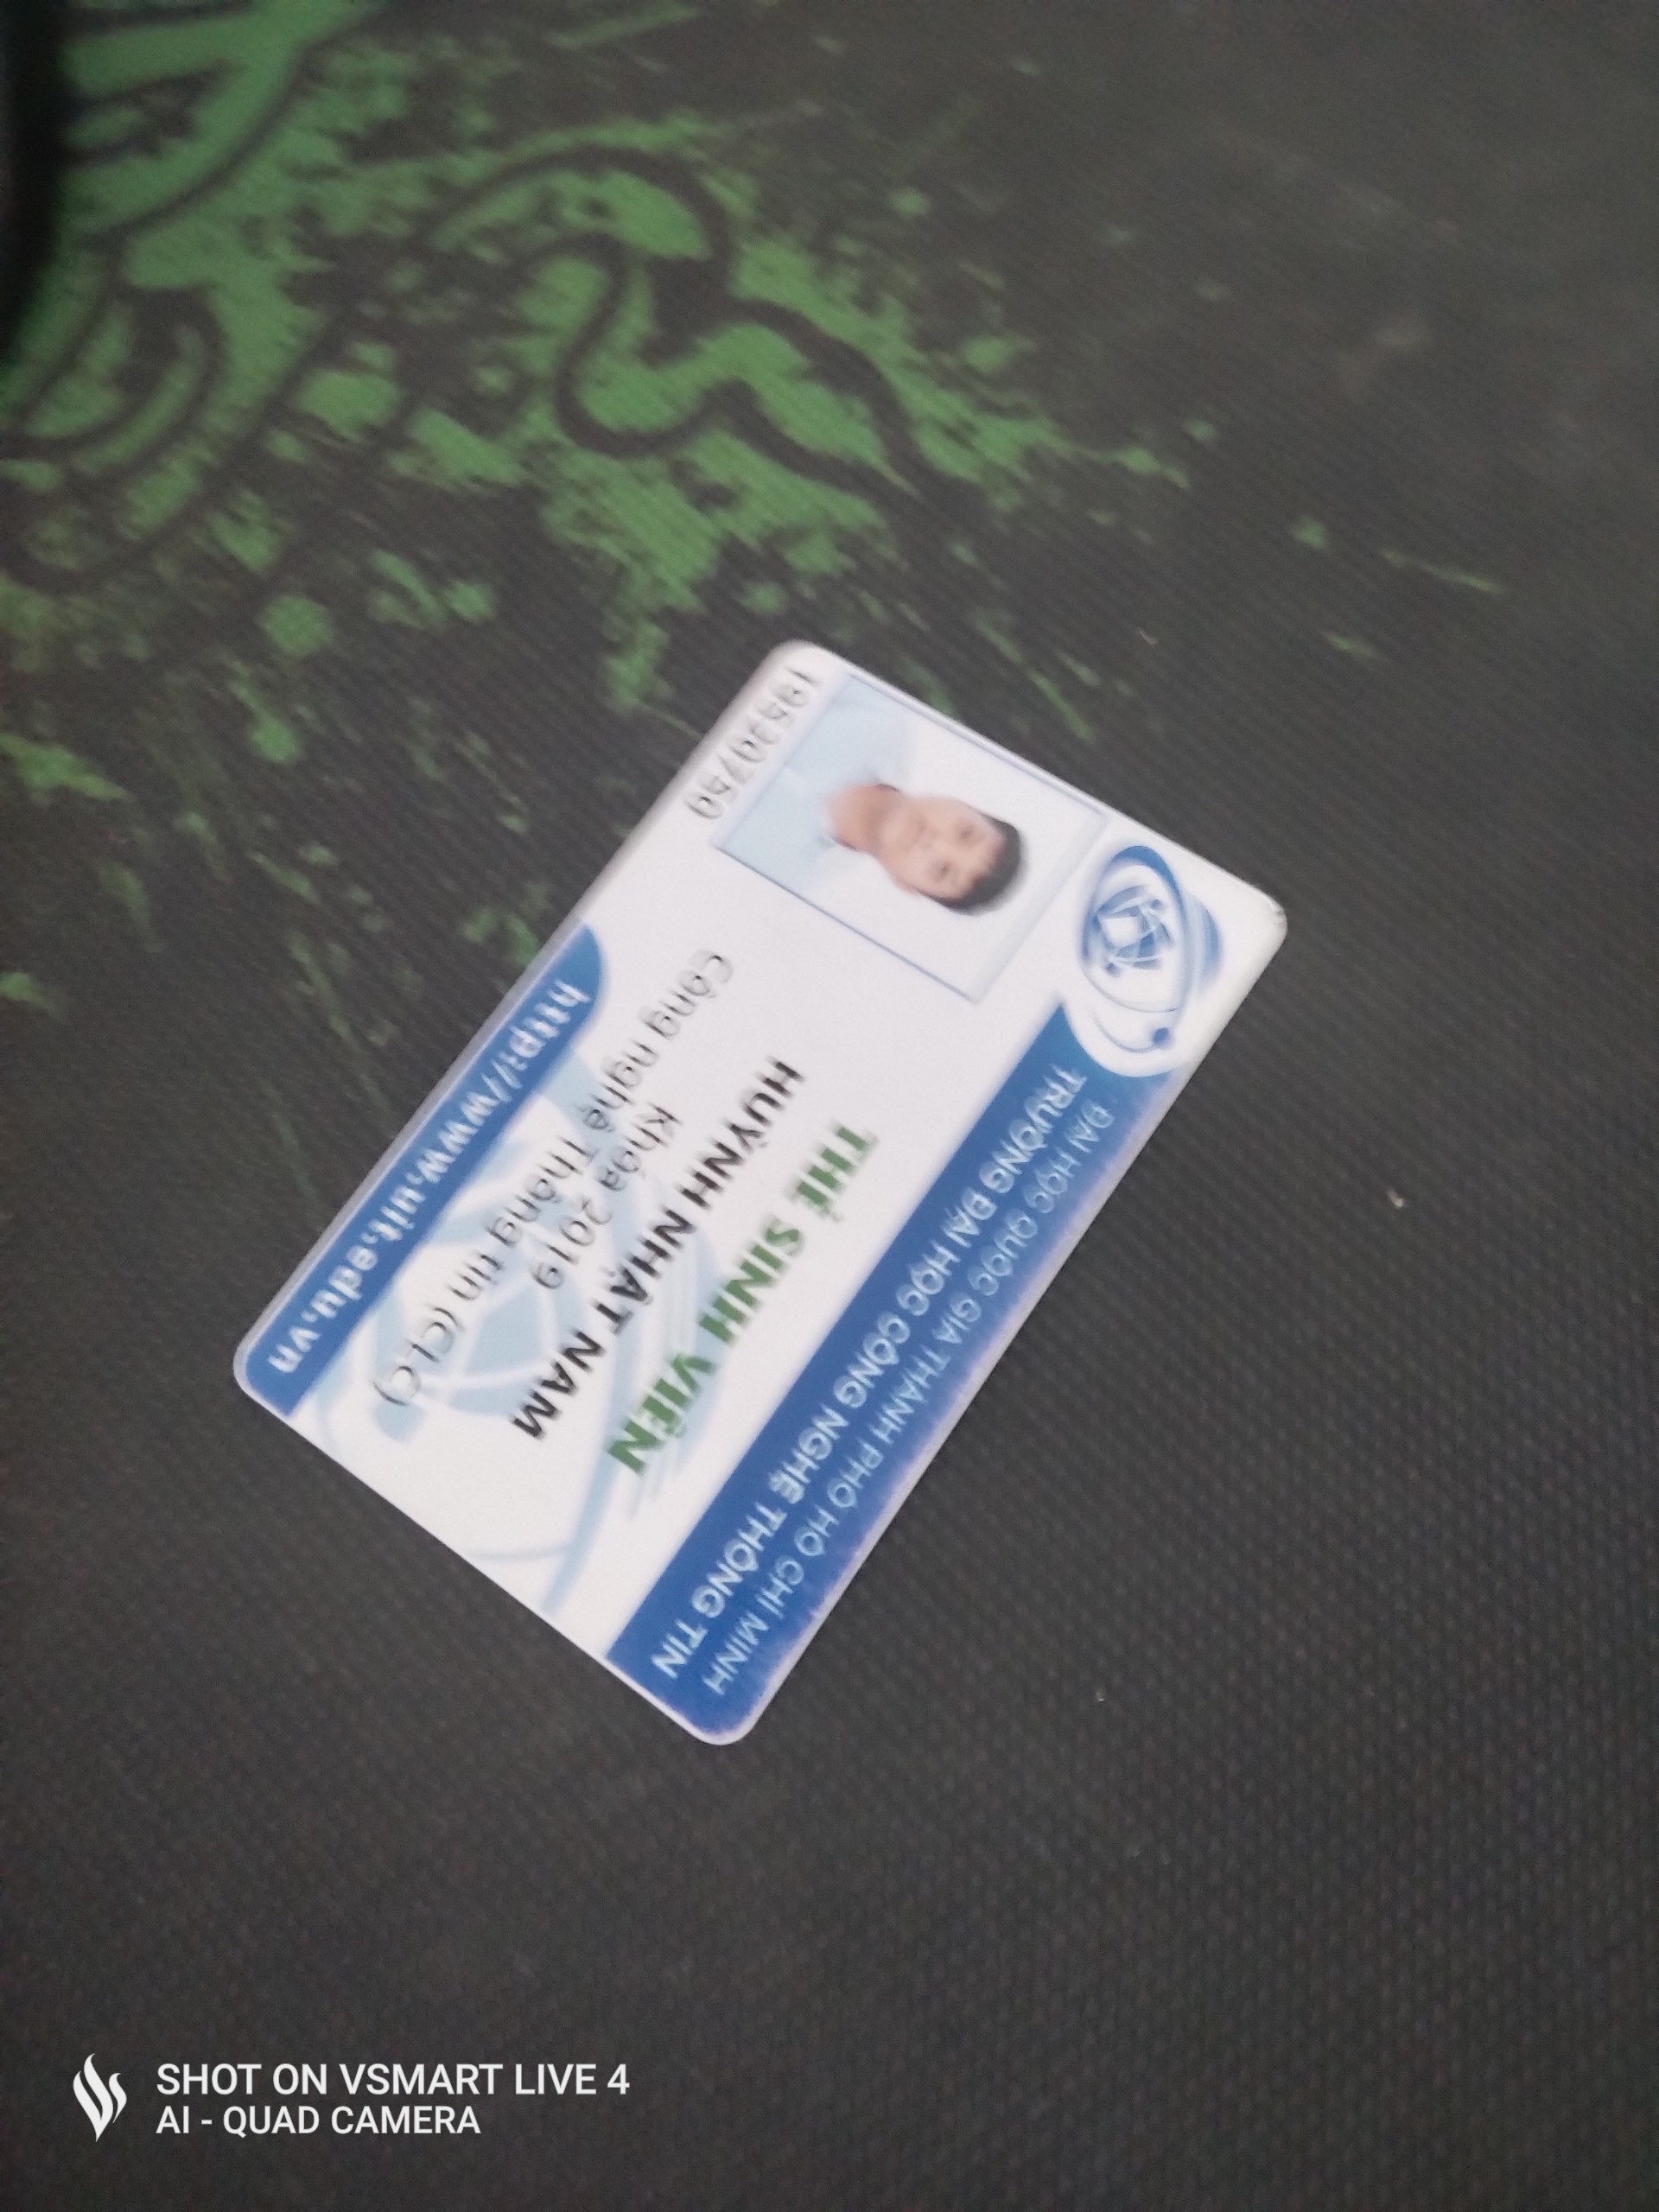 ĐẠI HỌC QUỐC GIA THÀNH PHỐ HỒ CHÍ MINH
TRƯỜNG ĐẠI HỌC CÔNG NGHỆ THÔNG TIN
THẺ SINH VIÊN
HUỲNH NHẬT NAM
Khóa 2019
Công nghệ Thông tin (CLC)
http://www.uit.edu.vn
SHOT ON VSMART LIVE 4
AI - QUAD CAMERA